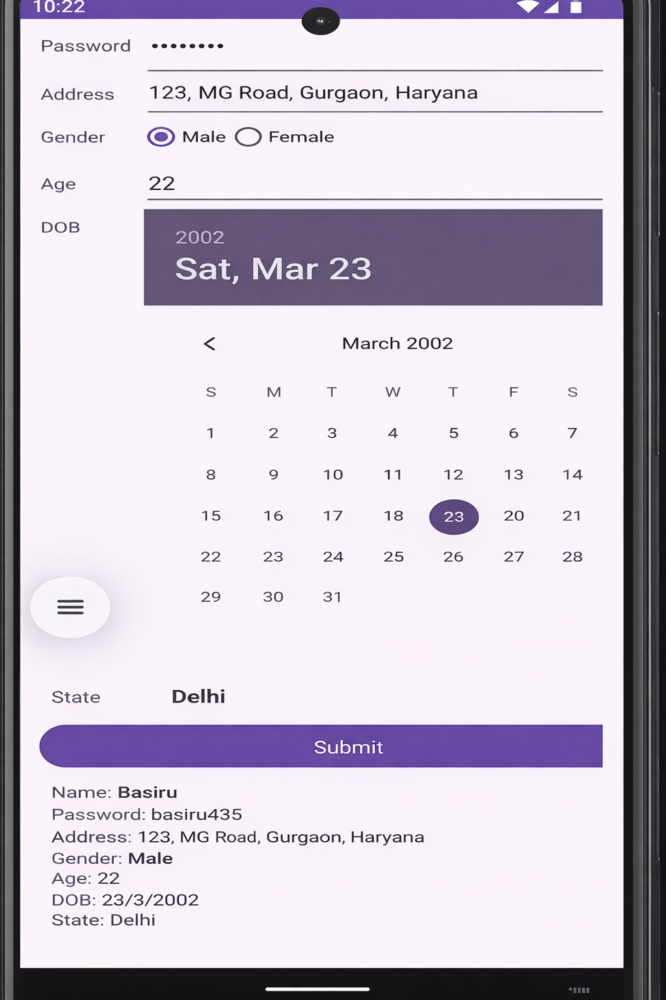 10:22
Password ••••••••
Address 123, MG Road, Gurgaon, Haryana
Gender Male Female
Age 22
DOB 2002
Sat, Mar 23
< March 2002
S M T W T F S
1 2 3 4 5 6 7
8 9 10 11 12 13 14
15 16 17 18 23 20 21
22 23 24 25 26 27 28
29 30 31
State Delhi
Submit
Name: Basiru
Password: basiru435
Address: 123, MG Road, Gurgaon, Haryana
Gender: Male
Age: 22
DOB: 23/3/2002
State: Delhi